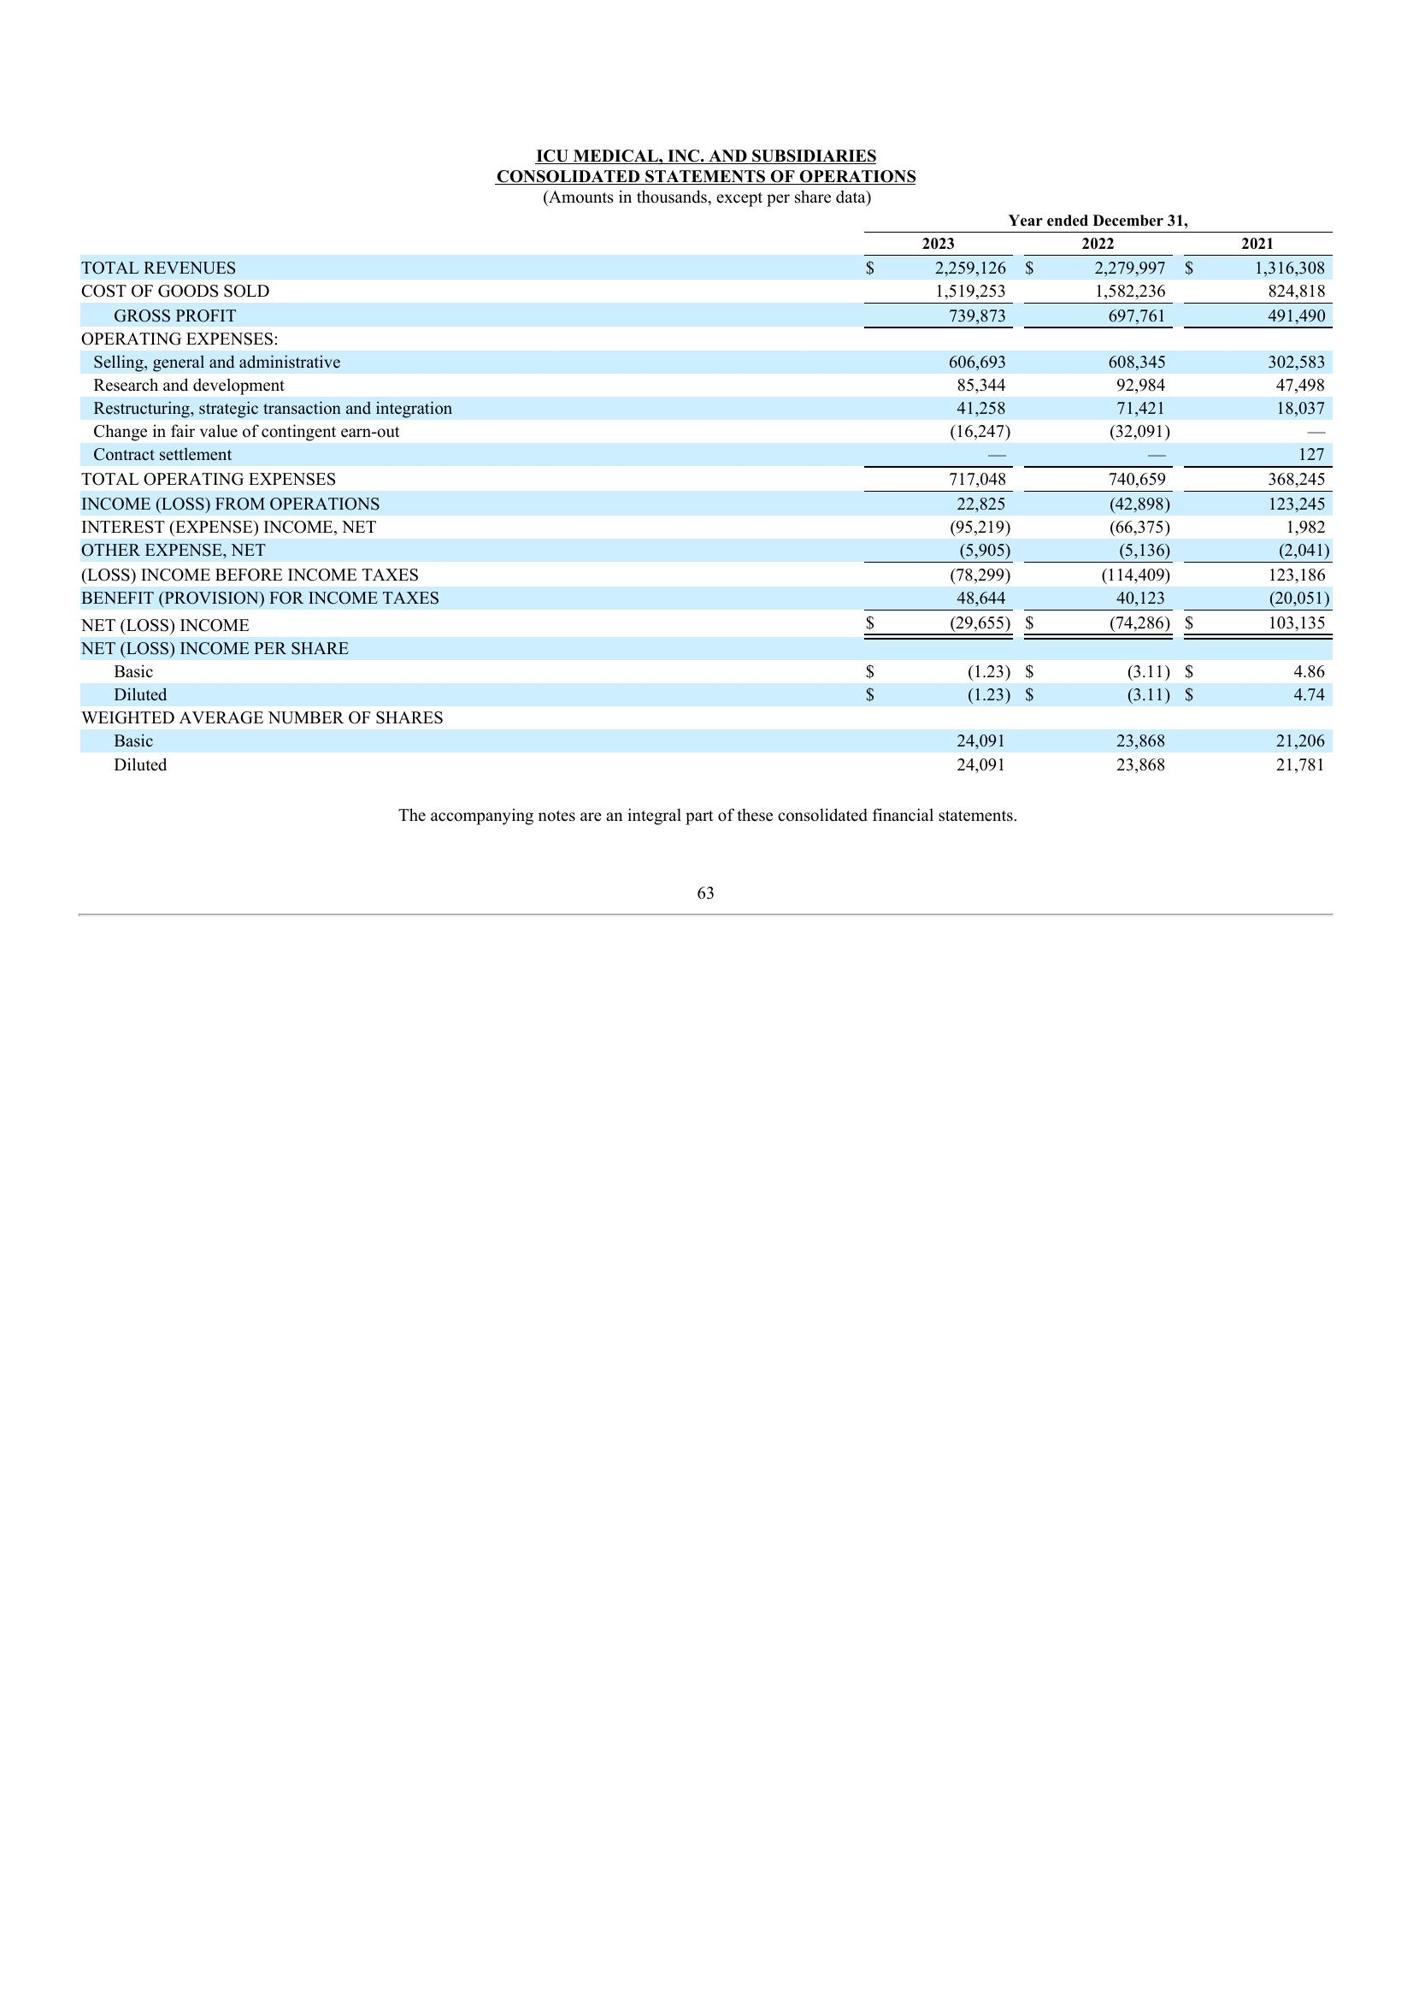 ICU MEDICAL, INC. AND SUBSIDIARIES
CONSOLIDATED STATEMENTS OF OPERATIONS
(Amounts in thousands, except per share data)
Year ended December 31,
2023 2022 2021
TOTAL REVENUES $ 2,259,126 $ 2,279,997 $ 1,316,308
COST OF GOODS SOLD 1,519,253 1,582,236 824,818
GROSS PROFIT 739,873 697,761 491,490
OPERATING EXPENSES:
Selling, general and administrative 606,693 608,345 302,583
Research and development 85,344 92,984 47,498
Restructuring, strategic transaction and integration 41,258 71,421 18,037
Change in fair value of contingent earn-out (16,247) (32,091) —
Contract settlement — — 127
TOTAL OPERATING EXPENSES 717,048 740,659 368,245
INCOME (LOSS) FROM OPERATIONS 22,825 (42,898) 123,245
INTEREST (EXPENSE) INCOME, NET (95,219) (66,375) 1,982
OTHER EXPENSE, NET (5,905) (5,136) (2,041)
(LOSS) INCOME BEFORE INCOME TAXES (78,299) (114,409) 123,186
BENEFIT (PROVISION) FOR INCOME TAXES 48,644 40,123 (20,051)
NET (LOSS) INCOME $ (29,655) $ (74,286) $ 103,135
NET (LOSS) INCOME PER SHARE
Basic $ (1.23) $ (3.11) $ 4.86
Diluted $ (1.23) $ (3.11) $ 4.74
WEIGHTED AVERAGE NUMBER OF SHARES
Basic 24,091 23,868 21,206
Diluted 24,091 23,868 21,781
The accompanying notes are an integral part of these consolidated financial statements.
63